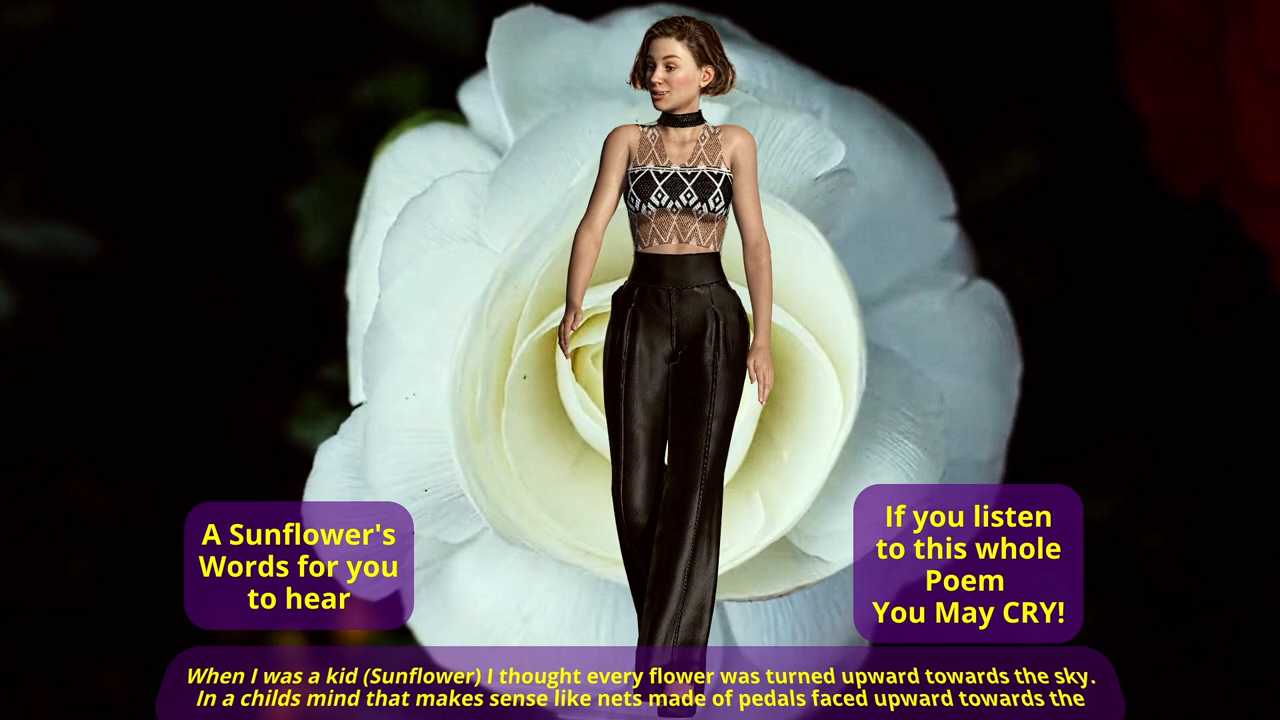 A Sunflower's
Words for you
to hear
If you listen
to this whole
Poem
You May CRY!
When I was a kid (Sunflower) I thought every flower was turned upward towards the sky.
In a childs mind that makes sense like nets made of pedals faced upward towards the